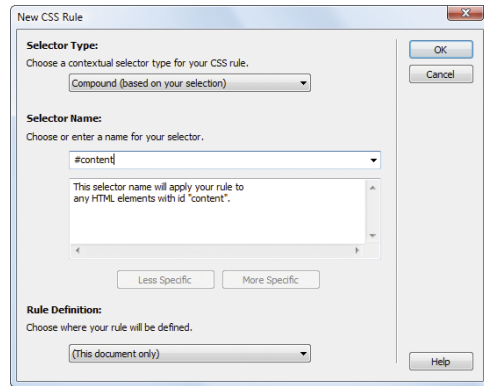 New CSS Rule
Selector Type:
Choose a contextual selector type for your CSS rule.
Compound (based on your selection)
Selector Name:
Choose or enter a name for your selector.
#content
This selector name will apply your rule to
any HTML elements with id "content".
Less Specific
More Specific
Rule Definition:
Choose where your rule will be defined.
(This document only)
OK
Cancel
Help